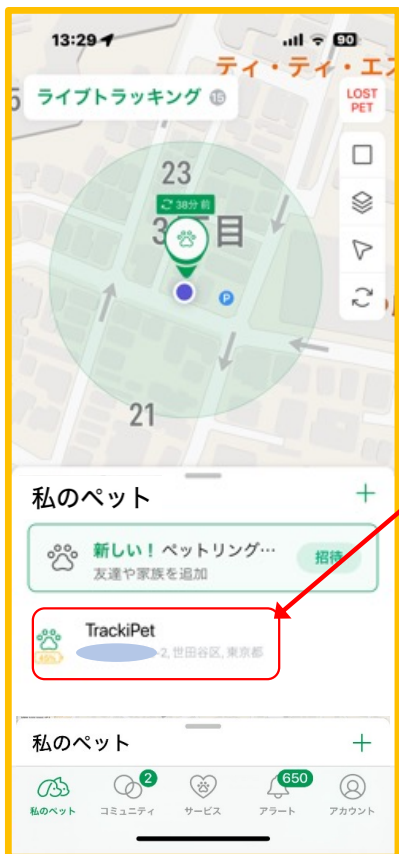 13:29
90
ティ・ティ・エス
ライブトラッキング 15
LOST
PET
23
38分前
目
P
21
私のペット
新しい! ペットリング…
友達や家族を追加
招待
TrackiPet
-2, 世田谷区, 東京都
私のペット
2
650
私のペット
コミュニティ
サービス
アラート
アカウント